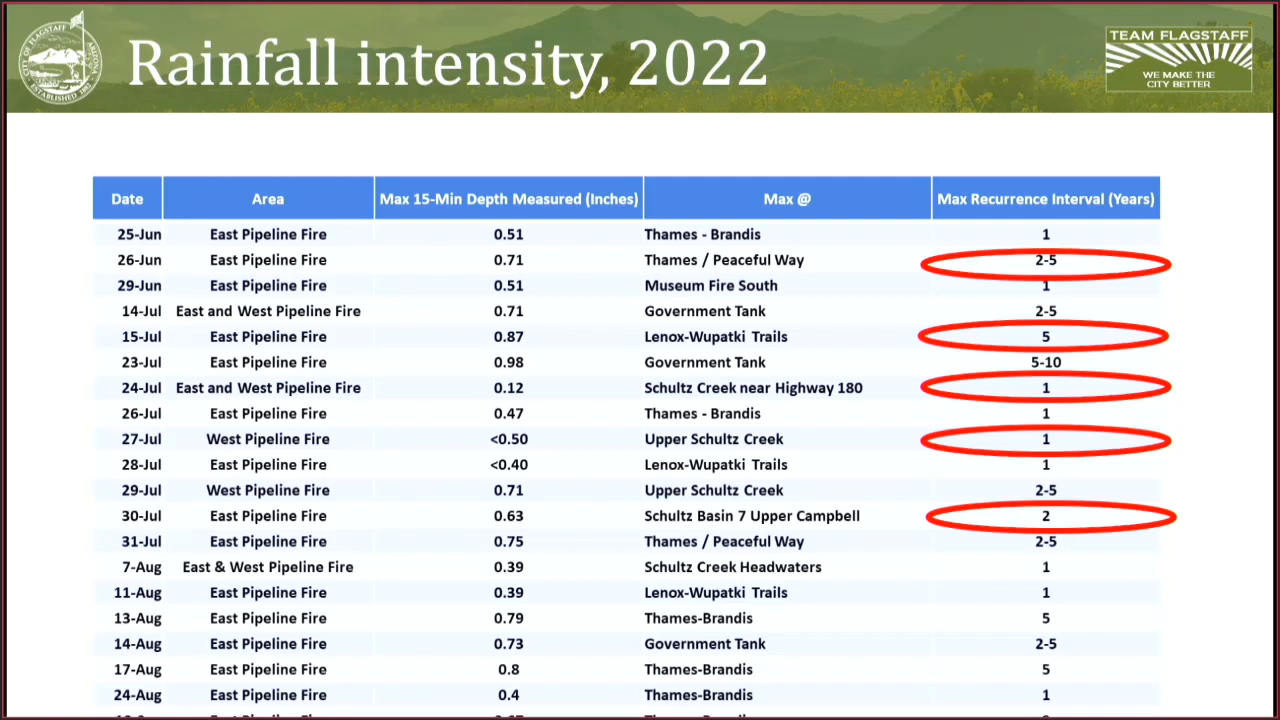 CITY OF FLAGSTAFF ARIZONA
ESTABLISHED 1882
Rainfall intensity, 2022
TEAM FLAGSTAFF
WE MAKE THE
CITY BETTER
Date Area Max 15-Min Depth Measured (Inches) Max @ Max Recurrence Interval (Years)
25-Jun East Pipeline Fire 0.51 Thames - Brandis 1
26-Jun East Pipeline Fire 0.71 Thames / Peaceful Way 2-5
29-Jun East Pipeline Fire 0.51 Museum Fire South 1
14-Jul East and West Pipeline Fire 0.71 Government Tank 2-5
15-Jul East Pipeline Fire 0.87 Lenox-Wupatki Trails 5
23-Jul East Pipeline Fire 0.98 Government Tank 5-10
24-Jul East and West Pipeline Fire 0.12 Schultz Creek near Highway 180 1
26-Jul East Pipeline Fire 0.47 Thames - Brandis 1
27-Jul West Pipeline Fire <0.50 Upper Schultz Creek 1
28-Jul East Pipeline Fire <0.40 Lenox-Wupatki Trails 1
29-Jul West Pipeline Fire 0.71 Upper Schultz Creek 2-5
30-Jul East Pipeline Fire 0.63 Schultz Basin 7 Upper Campbell 2
31-Jul East Pipeline Fire 0.75 Thames / Peaceful Way 2-5
7-Aug East & West Pipeline Fire 0.39 Schultz Creek Headwaters 1
11-Aug East Pipeline Fire 0.39 Lenox-Wupatki Trails 1
13-Aug East Pipeline Fire 0.79 Thames-Brandis 5
14-Aug East Pipeline Fire 0.73 Government Tank 2-5
17-Aug East Pipeline Fire 0.8 Thames-Brandis 5
24-Aug East Pipeline Fire 0.4 Thames-Brandis 1